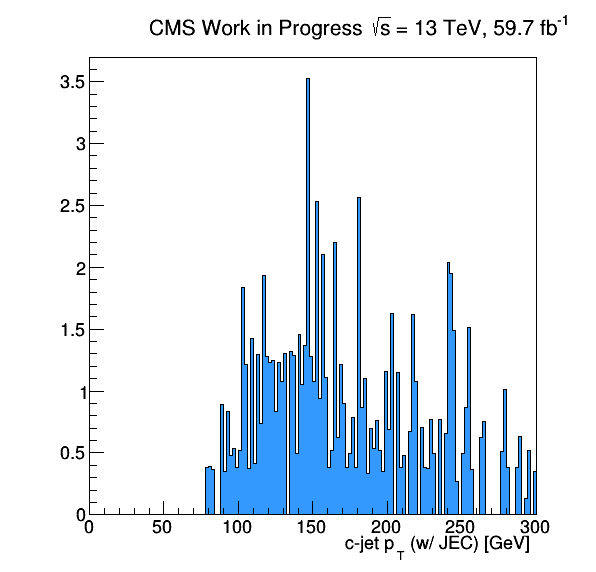 CMS Work in Progress √s = 13 TeV, 59.7 fb⁻¹
3.5
3
2.5
2
1.5
1
0.5
0
0 50 100 150 200 250 300
c-jet p_T (w/ JEC) [GeV]